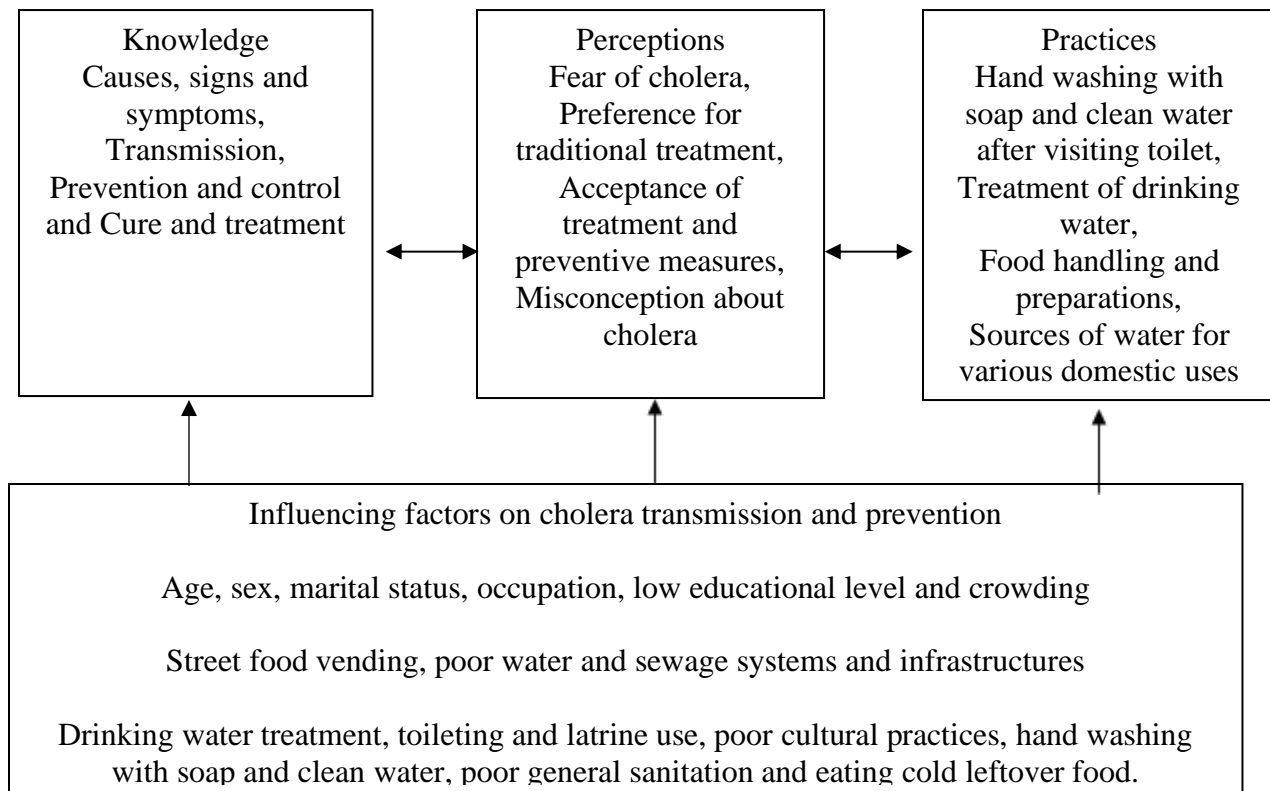 Knowledge
Causes, signs and
symptoms,
Transmission,
Prevention and control
and Cure and treatment
Perceptions
Fear of cholera,
Preference for
traditional treatment,
Acceptance of
treatment and
preventive measures,
Misconception about
cholera
Practices
Hand washing with
soap and clean water
after visiting toilet,
Treatment of drinking
water,
Food handling and
preparations,
Sources of water for
various domestic uses
Influencing factors on cholera transmission and prevention
Age, sex, marital status, occupation, low educational level and crowding
Street food vending, poor water and sewage systems and infrastructures
Drinking water treatment, toileting and latrine use, poor cultural practices, hand washing
with soap and clean water, poor general sanitation and eating cold leftover food.